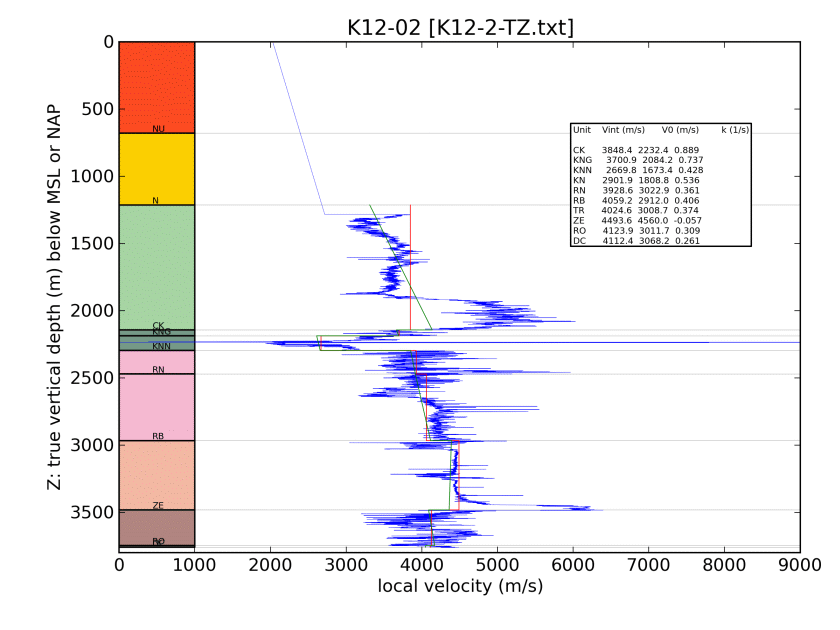 K12-02 [K12-2-TZ.txt]
0
500
1000
1500
2000
2500
3000
3500
Z: true vertical depth (m) below MSL or NAP
NU
N
CK
KNG
KNN
RN
RB
ZE
RO
Unit Vint (m/s) V0 (m/s) k (1/s)
CK 3848.4 2232.4 0.889
KNG 3700.9 2084.2 0.737
KNN 2669.8 1673.4 0.428
KN 2901.9 1808.8 0.536
RN 3928.6 3022.9 0.361
RB 4059.2 2912.0 0.406
TR 4024.6 3008.7 0.374
ZE 4493.6 4560.0 -0.057
RO 4123.9 3011.7 0.309
DC 4112.4 3068.2 0.261
0 1000 2000 3000 4000 5000 6000 7000 8000 9000
local velocity (m/s)